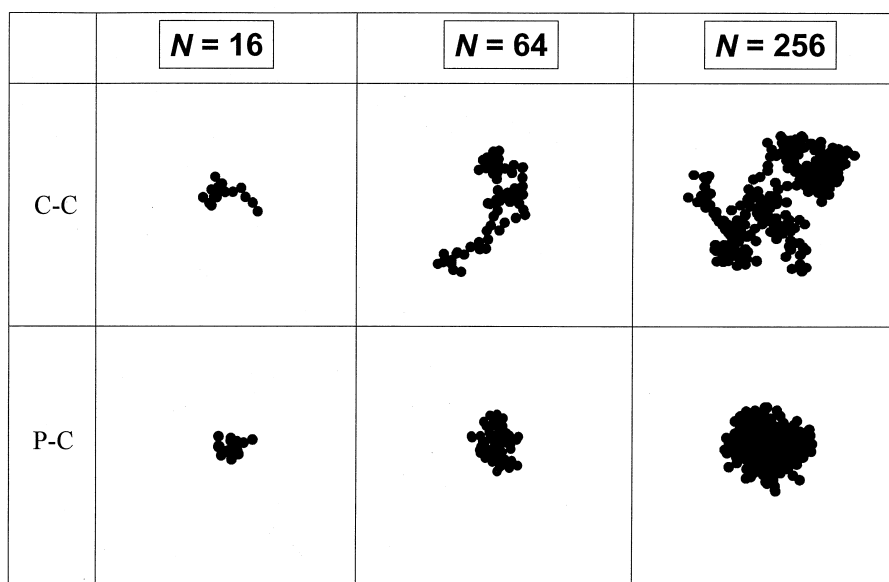 N = 16
N = 64
N = 256
C-C
P-C